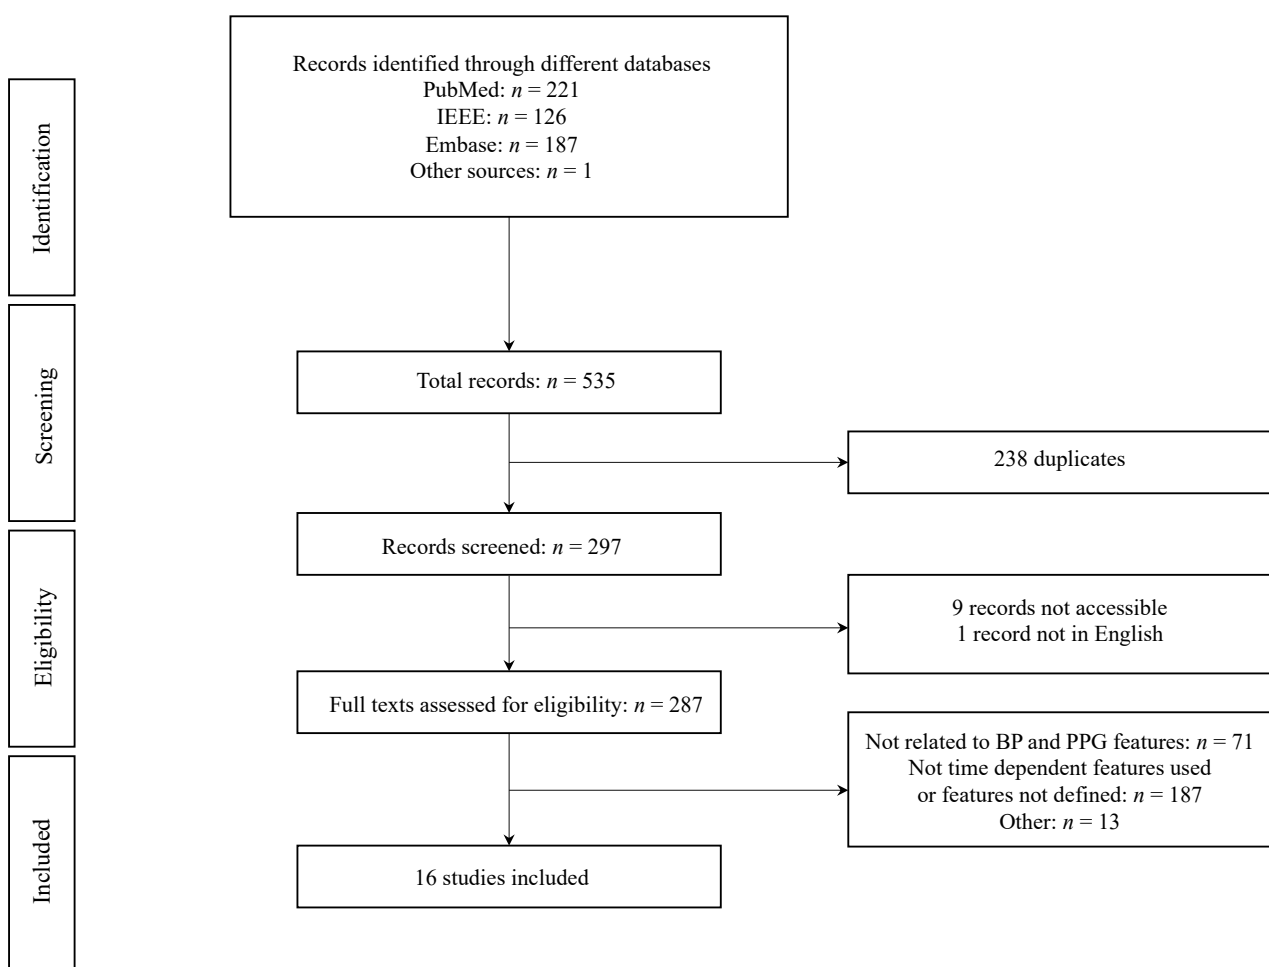 Records identified through different databases
PubMed: n = 221
IEEE: n = 126
Embase: n = 187
Other sources: n = 1
Identification
Total records: n = 535
Screening
238 duplicates
Records screened: n = 297
9 records not accessible
1 record not in English
Eligibility
Full texts assessed for eligibility: n = 287
Not related to BP and PPG features: n = 71
Not time dependent features used
or features not defined: n = 187
Other: n = 13
Included
16 studies included